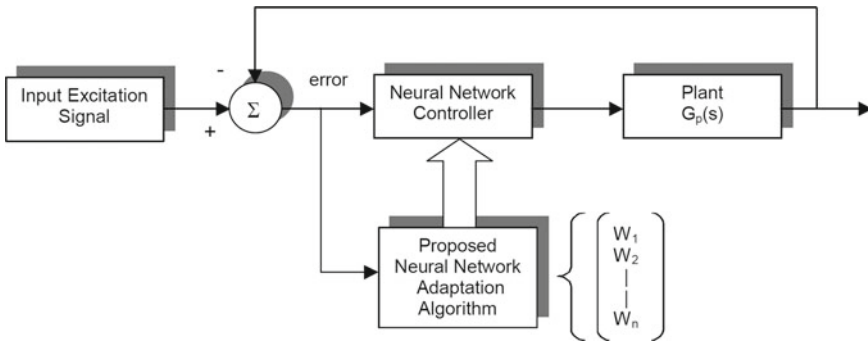 -
error
Input Excitation
Signal
+
Σ
Neural Network
Controller
Plant
Gp(s)
Proposed
Neural Network
Adaptation
Algorithm
W1
W2
|
|
Wn